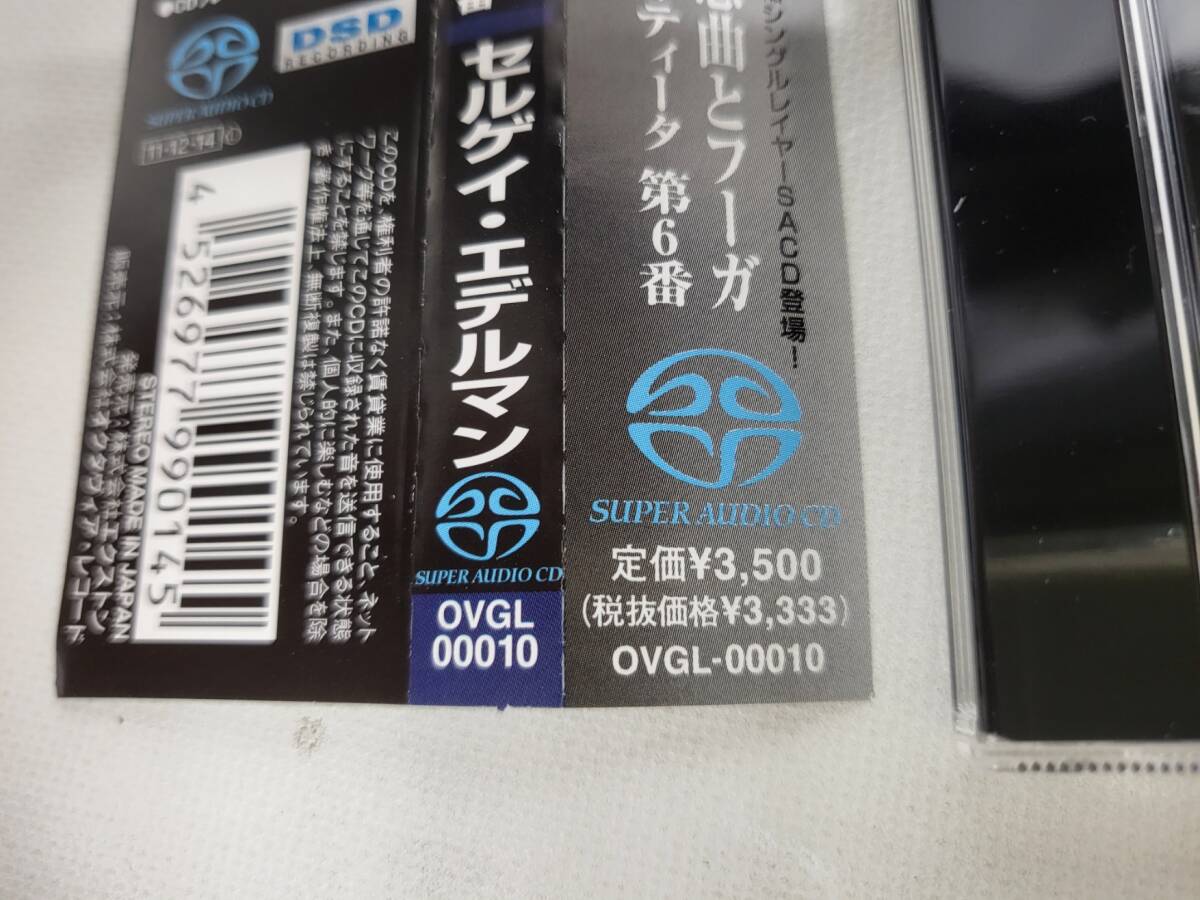 DSD
RECORDING
SUPER AUDIO CD
11・12・14
4 526977 990145
このCDを、権利者の許諾なく賃貸業に使用すること、ネット
ワーク等を通じてこのCDに収録された音を送信できる状態
にすることを禁じます。また、個人的に楽しむなどの場合を除
き、著作権法上、無断複製は禁じられています。
STEREO MADE IN JAPAN
発売元:株式会社エクストン
販売元:株式会社オクタヴィア・レコード
セルゲイ・エデルマン
SUPER AUDIO CD
OVGL
00010
シングルレイヤーSACD登場!
想曲とフーガ
ティータ 第6番
SUPER AUDIO CD
定価¥3,500
(税抜価格¥3,333)
OVGL-00010